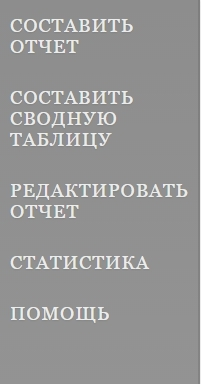 СОСТАВИТЬ
ОТЧЕТ
СОСТАВИТЬ
СВОДНУЮ
ТАБЛИЦУ
РЕДАКТИРОВАТЬ
ОТЧЕТ
СТАТИСТИКА
ПОМОЩЬ